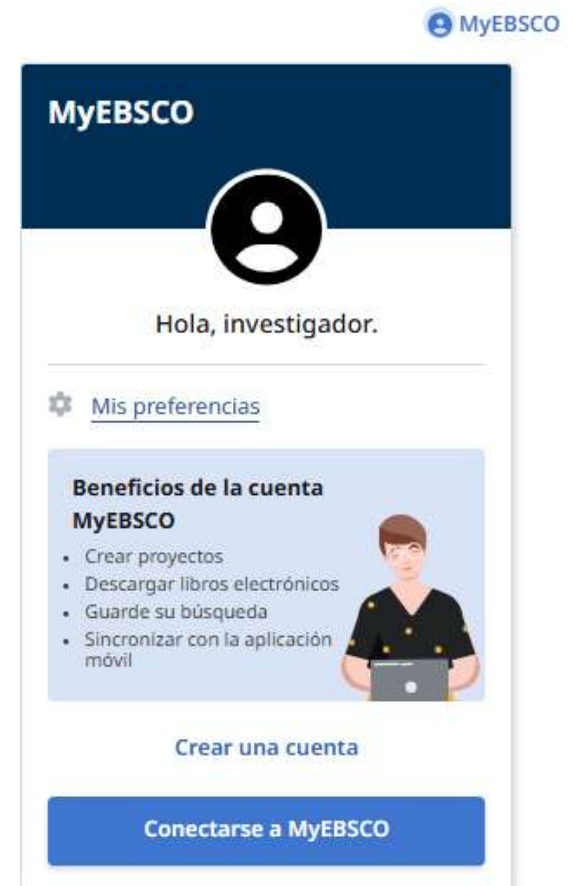 MyEBSCO
MyEBSCO
Hola, investigador.
Mis preferencias
Beneficios de la cuenta
MyEBSCO
• Crear proyectos
• Descargar libros electrónicos
• Guarde su búsqueda
• Sincronizar con la aplicación
móvil
Crear una cuenta
Conectarse a MyEBSCO